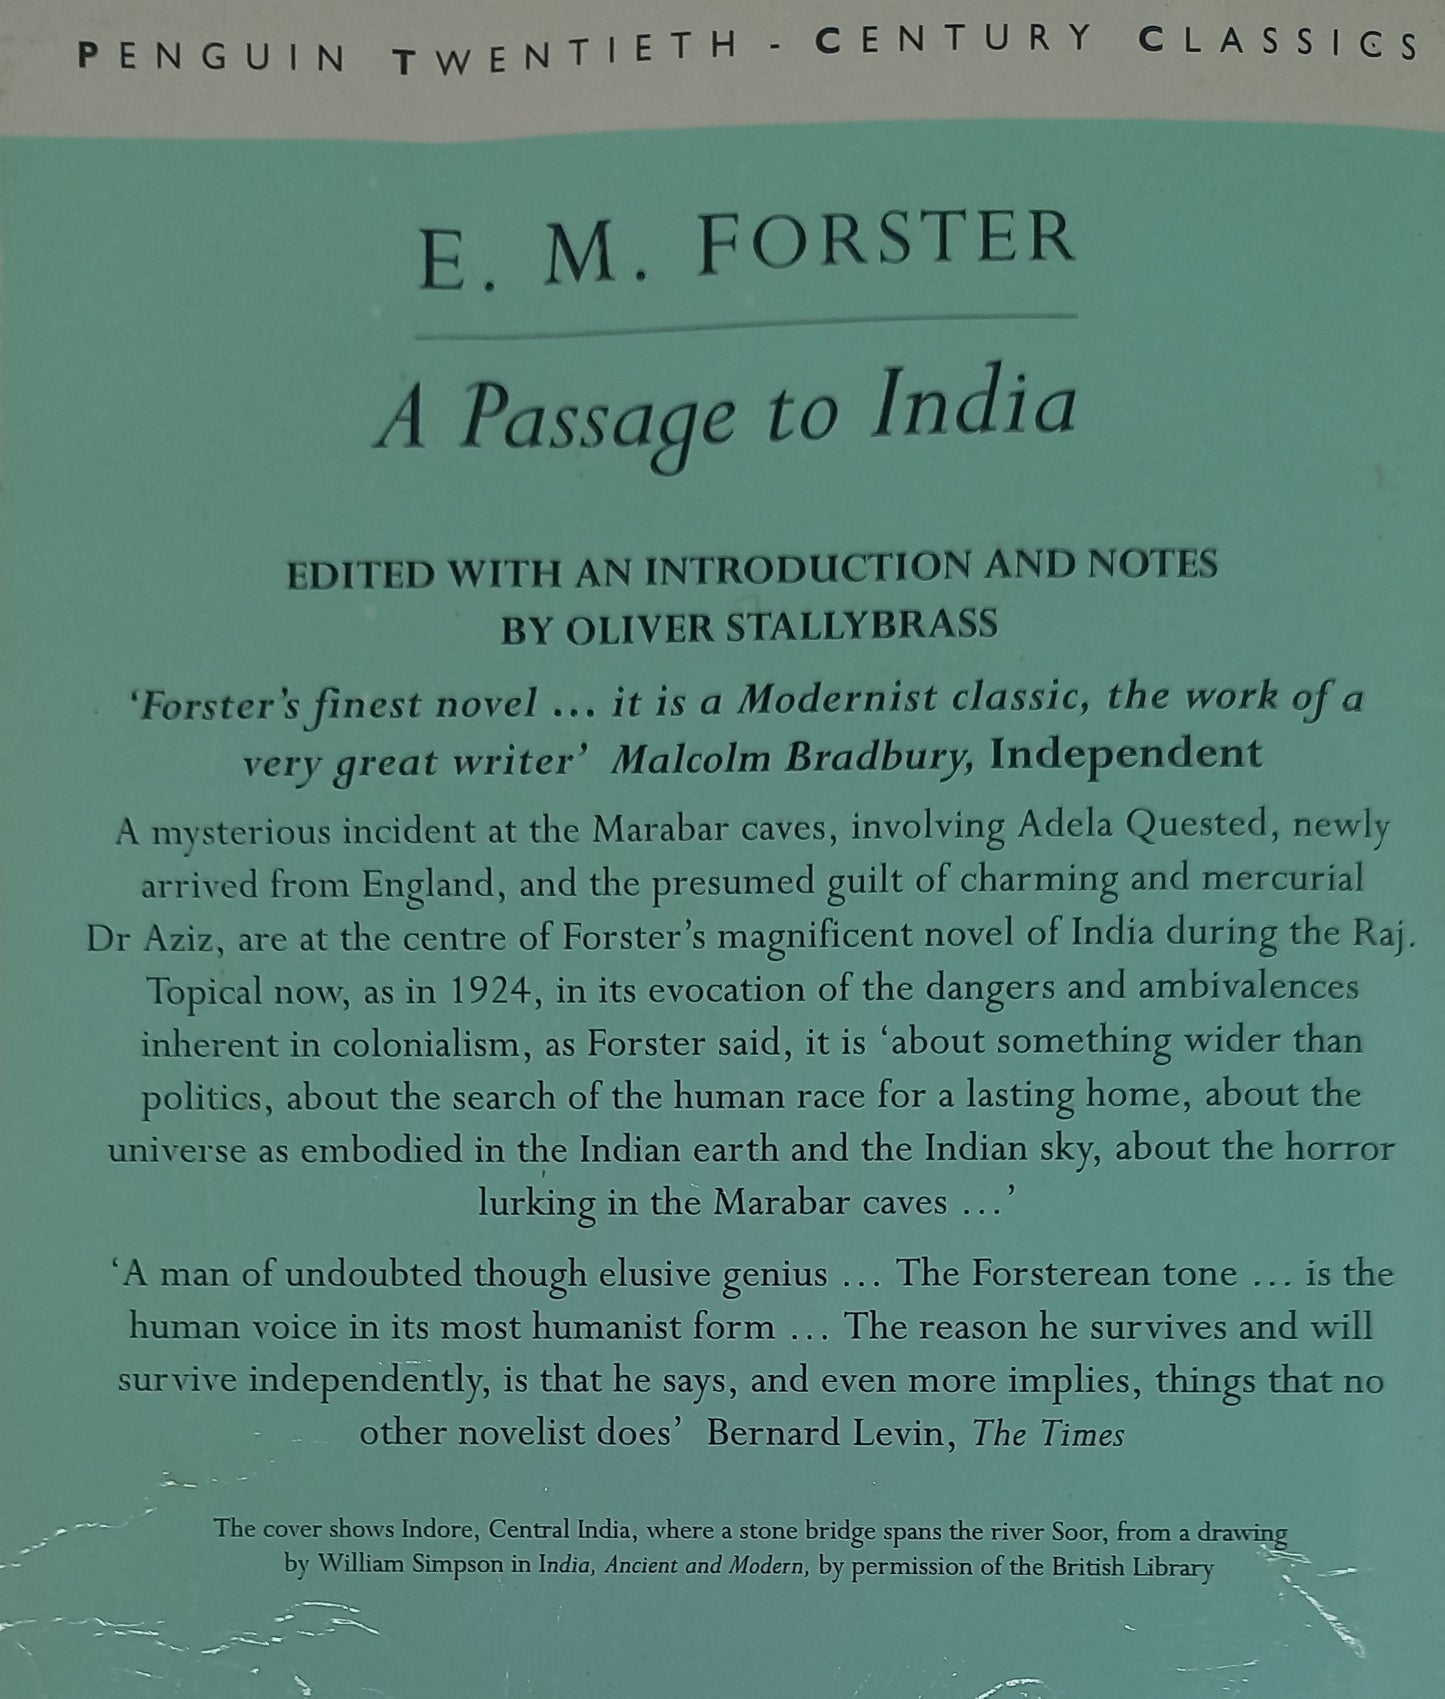 PENGUIN TWENTIETH-CENTURY CLASSICS
E. M. FORSTER
A Passage to India
EDITED WITH AN INTRODUCTION AND NOTES
BY OLIVER STALLYBRASS
‘Forster’s finest novel ... it is a Modernist classic, the work of a
very great writer’ Malcolm Bradbury, Independent
A mysterious incident at the Marabar caves, involving Adela Quested, newly
arrived from England, and the presumed guilt of charming and mercurial
Dr Aziz, are at the centre of Forster’s magnificent novel of India during the Raj.
Topical now, as in 1924, in its evocation of the dangers and ambivalences
inherent in colonialism, as Forster said, it is ‘about something wider than
politics, about the search of the human race for a lasting home, about the
universe as embodied in the Indian earth and the Indian sky, about the horror
lurking in the Marabar caves ...’
‘A man of undoubted though elusive genius ... The Forsterean tone ... is the
human voice in its most humanist form ... The reason he survives and will
survive independently, is that he says, and even more implies, things that no
other novelist does’ Bernard Levin, The Times
The cover shows Indore, Central India, where a stone bridge spans the river Soor, from a drawing
by William Simpson in India, Ancient and Modern, by permission of the British Library